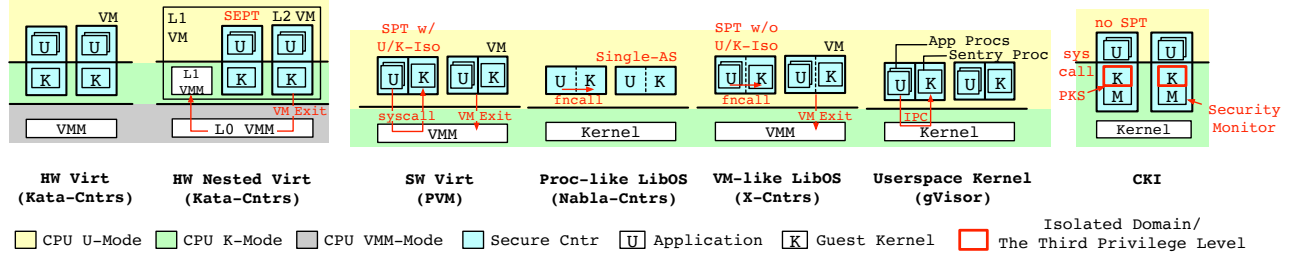 VM
U U
K K
VMM
HW Virt
(Kata-Cntrs)
L1
VM
SEPT
L2 VM
U U
L1
VMM
K K
VM Exit
L0 VMM
HW Nested Virt
(Kata-Cntrs)
SPT w/
U/K-Iso
VM
U K U K
syscall
VM Exit
VMM
SW Virt
(PVM)
Single-AS
U K U K
fncall
Kernel
Proc-like LibOS
(Nabla-Cntrs)
SPT w/o
U/K-Iso
VM
U K U K
fncall
VM Exit
VMM
VM-like LibOS
(X-Cntrs)
App Procs
Sentry Proc
U K U K
IPC
Kernel
Userspace Kernel
(gVisor)
no SPT
sys
call
U U
K K
PKS
M M
Security
Monitor
Kernel
CKI
CPU U-Mode
CPU K-Mode
CPU VMM-Mode
Secure Cntr
U Application
K Guest Kernel
Isolated Domain/
The Third Privilege Level